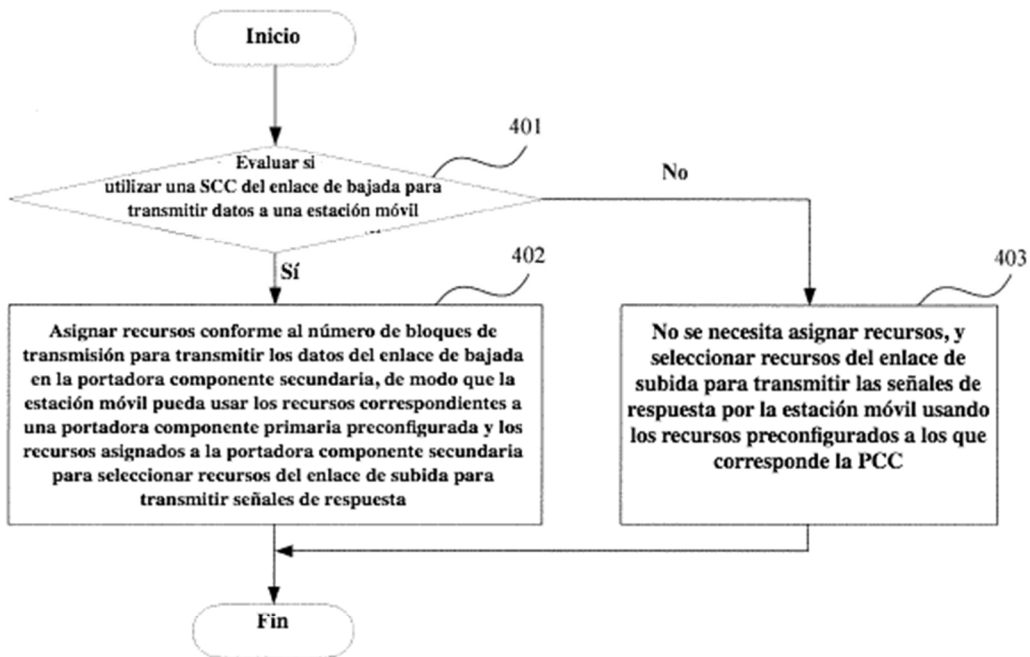 Inicio
401
Evaluar si
utilizar una SCC del enlace de bajada para
transmitir datos a una estación móvil
No
Sí
402
Asignar recursos conforme al número de bloques de
transmisión para transmitir los datos del enlace de bajada
en la portadora componente secundaria, de modo que la
estación móvil pueda usar los recursos correspondientes a
una portadora componente primaria preconfigurada y los
recursos asignados a la portadora componente secundaria
para seleccionar recursos del enlace de subida para
transmitir señales de respuesta
403
No se necesita asignar recursos, y
seleccionar recursos del enlace de
subida para transmitir las señales de
respuesta por la estación móvil usando
los recursos preconfigurados a los que
corresponde la PCC
Fin